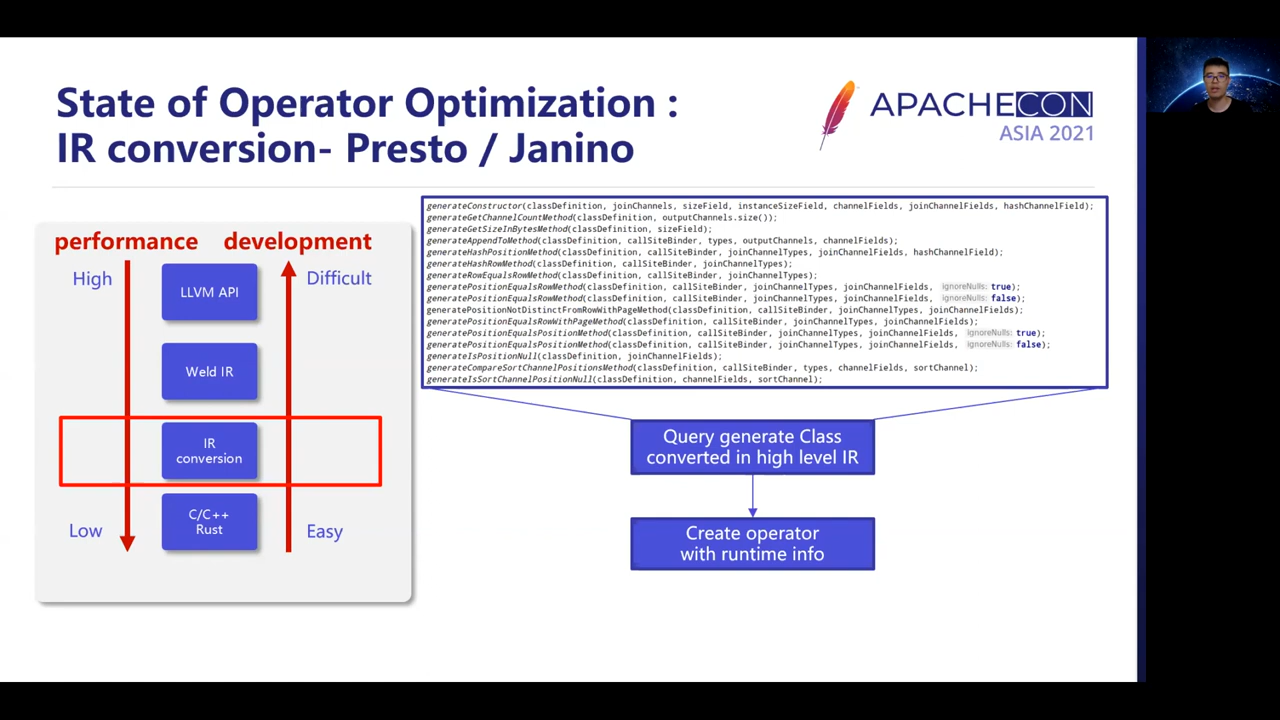 State of Operator Optimization :
IR conversion- Presto / Janino
APACHECON
ASIA 2021
performance development
High
Difficult
LLVM API
Weld IR
IR
conversion
C/C++
Rust
Low
Easy
generateConstructor(classDefinition, joinChannels, sizeField, instanceSizeField, channelFields, joinChannelFields, hashChannelField);
generateGetChannelCountMethod(classDefinition, outputChannels.size());
generateGetSizeInBytesMethod(classDefinition, sizeField);
generateAppendToMethod(classDefinition, callSiteBinder, types, outputChannels, channelFields);
generateHashPositionMethod(classDefinition, callSiteBinder, joinChannelTypes, joinChannelFields, hashChannelField);
generateHashRowMethod(classDefinition, callSiteBinder, joinChannelTypes);
generateRowEqualsRowMethod(classDefinition, callSiteBinder, joinChannelTypes);
generatePositionEqualsRowMethod(classDefinition, callSiteBinder, joinChannelTypes, joinChannelFields, ignoreNulls: true);
generatePositionEqualsRowMethod(classDefinition, callSiteBinder, joinChannelTypes, joinChannelFields, ignoreNulls: false);
generatePositionNotDistinctFromRowWithPageMethod(classDefinition, callSiteBinder, joinChannelTypes, joinChannelFields);
generatePositionEqualsRowWithPageMethod(classDefinition, callSiteBinder, joinChannelTypes, joinChannelFields);
generatePositionEqualsPositionMethod(classDefinition, callSiteBinder, joinChannelTypes, joinChannelFields, ignoreNulls: true);
generatePositionEqualsPositionMethod(classDefinition, callSiteBinder, joinChannelTypes, joinChannelFields, ignoreNulls: false);
generateIsPositionNull(classDefinition, joinChannelFields);
generateCompareSortChannelPositionsMethod(classDefinition, callSiteBinder, types, channelFields, sortChannel);
generateIsSortChannelPositionNull(classDefinition, channelFields, sortChannel);
Query generate Class
converted in high level IR
Create operator
with runtime info